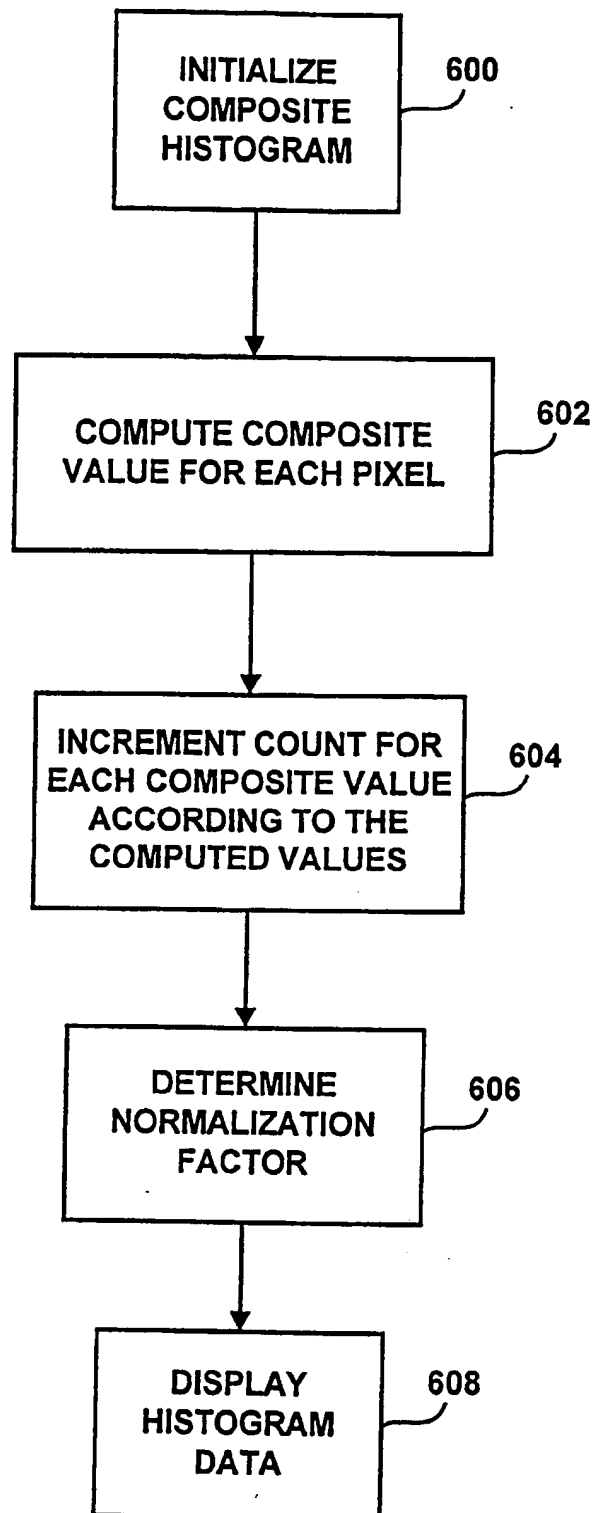 INITIALIZE
COMPOSITE
HISTOGRAM
600
COMPUTE COMPOSITE
VALUE FOR EACH PIXEL
602
INCREMENT COUNT FOR
EACH COMPOSITE VALUE
ACCORDING TO THE
COMPUTED VALUES
604
DETERMINE
NORMALIZATION
FACTOR
606
DISPLAY
HISTOGRAM
DATA
608